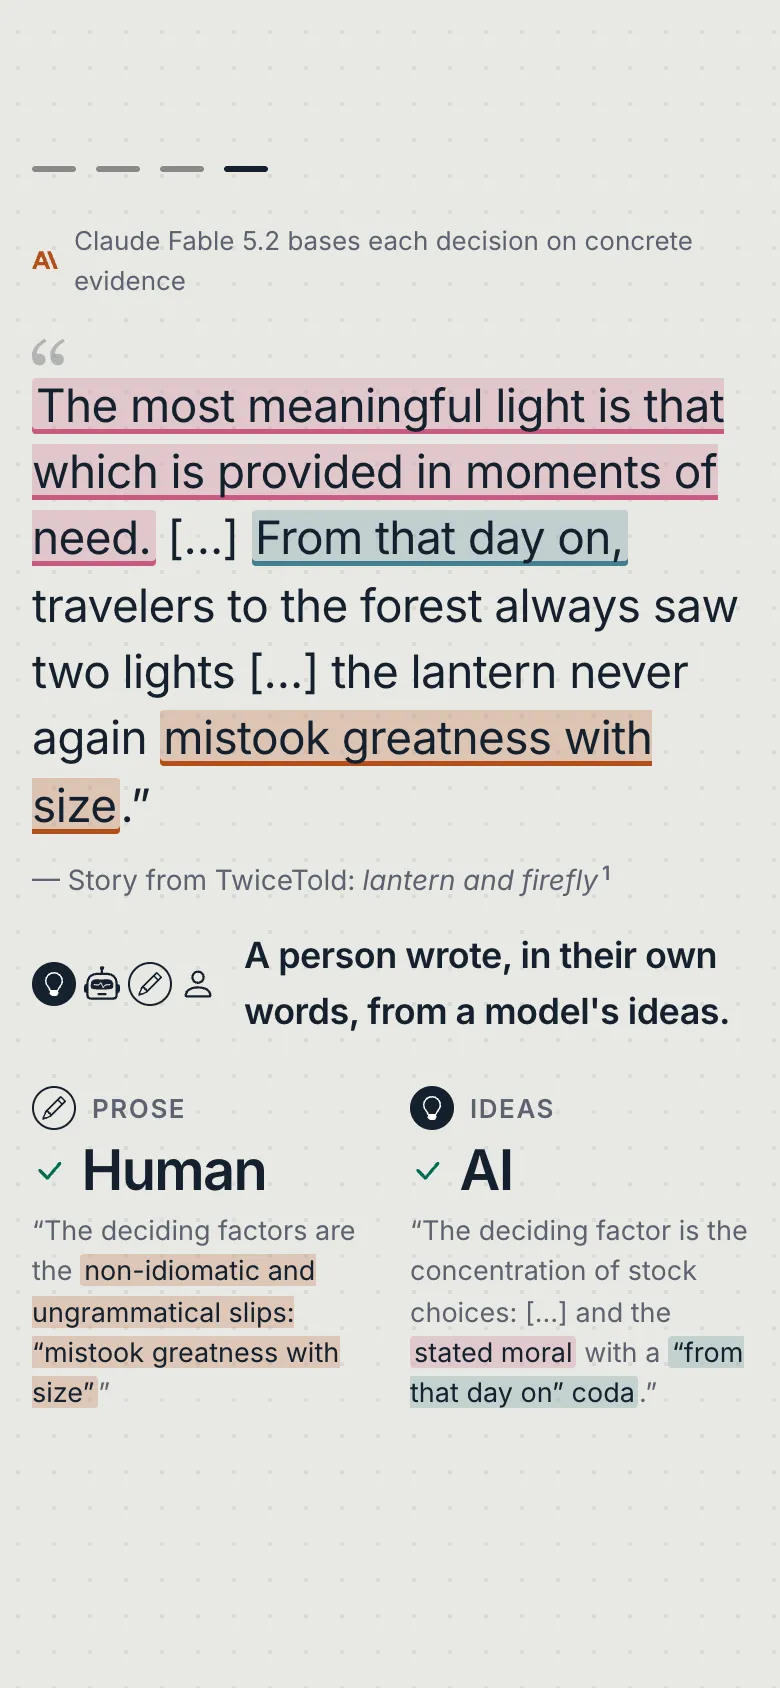 A\
Claude Fable 5.2 bases each decision on concrete
evidence
“
The most meaningful light is that
which is provided in moments of
need. [...] From that day on,
travelers to the forest always saw
two lights [...] the lantern never
again mistook greatness with
size.”
— Story from TwiceTold: lantern and firefly¹
A person wrote, in their own
words, from a model's ideas.
PROSE
Human
“The deciding factors are
the non-idiomatic and
ungrammatical slips:
“mistook greatness with
size””
IDEAS
AI
“The deciding factor is the
concentration of stock
choices: [...] and the
stated moral with a “from
that day on” coda.”